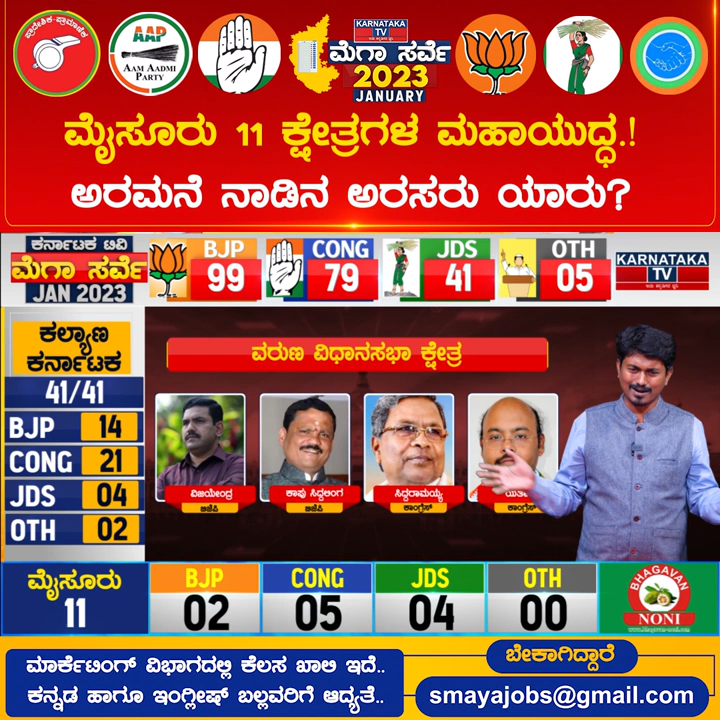 ಪ್ರಾದೇಶಿಕ-ಪ್ರಾಮಾಣಿಕ
AAP
AAM AADMI
PARTY
KARNATAKA
TV
ಮೆಗಾ ಸರ್ವೆ
2023
JANUARY
ಮೈಸೂರು 11 ಕ್ಷೇತ್ರಗಳ ಮಹಾಯುದ್ಧ.!
ಅರಮನೆ ನಾಡಿನ ಅರಸರು ಯಾರು?
ಕರ್ನಾಟಕ ಟಿವಿ
ಮೆಗಾ ಸರ್ವೆ
JAN 2023
BJP
99
CONG
79
JDS
41
OTH
05
KARNATAKA
TV
ಕಲ್ಯಾಣ
ಕರ್ನಾಟಕ
41/41
BJP 14
CONG 21
JDS 04
OTH 02
ವರುಣ ವಿಧಾನಸಭಾ ಕ್ಷೇತ್ರ
ವಿಜಯೇಂದ್ರ
ಬಿಜೆಪಿ
ಕಾಪು ಸಿದ್ದಲಿಂಗ
ಬಿಜೆಪಿ
ಸಿದ್ದರಾಮಯ್ಯ
ಕಾಂಗ್ರೆಸ್
ಕಾಂಗ್ರೆಸ್
ಮೈಸೂರು
11
BJP
02
CONG
05
JDS
04
OTH
00
BHAGAVAN
NONI
ಮಾರ್ಕೆಟಿಂಗ್ ವಿಭಾಗದಲ್ಲಿ ಕೆಲಸ ಖಾಲಿ ಇದೆ..
ಕನ್ನಡ ಹಾಗೂ ಇಂಗ್ಲೀಷ್ ಬಲ್ಲವರಿಗೆ ಆದ್ಯತೆ..
ಬೇಕಾಗಿದ್ದಾರೆ
smayajobs@gmail.com